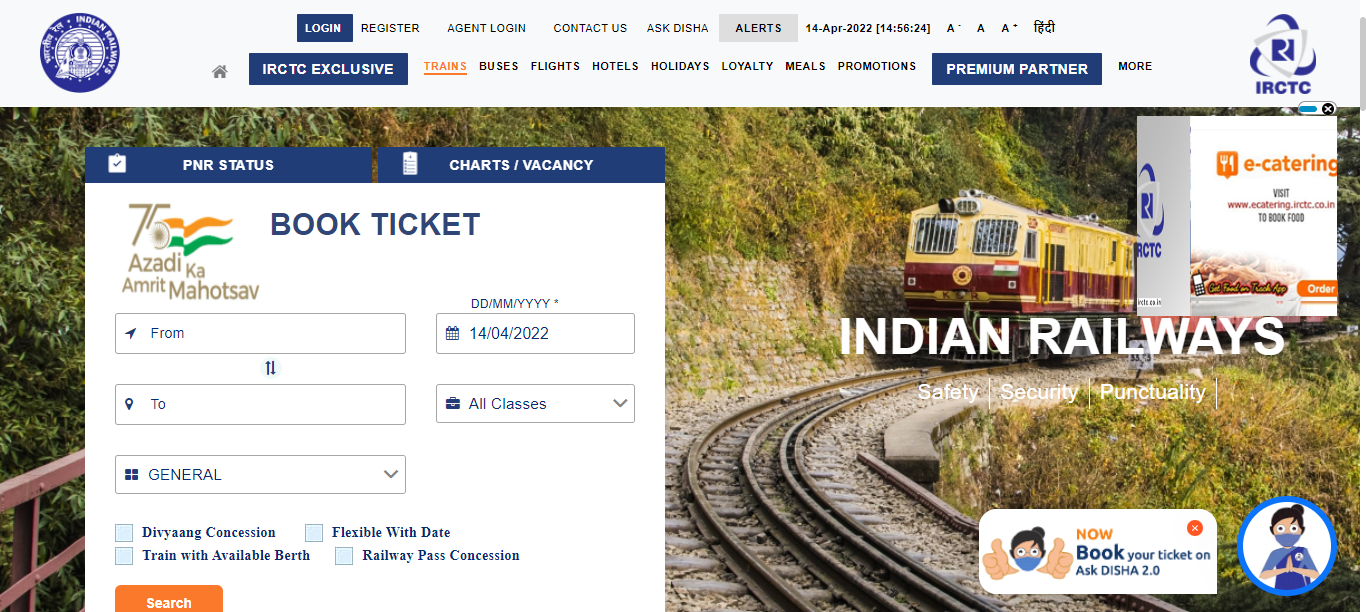 LOGIN REGISTER AGENT LOGIN CONTACT US ASK DISHA ALERTS 14-Apr-2022 [14:56:24] A - A A + हिंदी
INDIAN RAILWAYS
भारतीय रेल
IRCTC EXCLUSIVE TRAINS BUSES FLIGHTS HOTELS HOLIDAYS LOYALTY MEALS PROMOTIONS PREMIUM PARTNER MORE
IRCTC
PNR STATUS CHARTS / VACANCY
75
Azadi Ka
Amrit Mahotsav
BOOK TICKET
DD/MM/YYYY *
From
14/04/2022
To
All Classes
GENERAL
Divyaang Concession Flexible With Date
Train with Available Berth Railway Pass Concession
Search
IRCTC
irctc.co.in
e-catering
VISIT
www.ecatering.irctc.co.in
TO BOOK FOOD
Get Food on Track App
Order
INDIAN RAILWAYS
Safety Security Punctuality
NOW
Book your ticket on
Ask DISHA 2.0